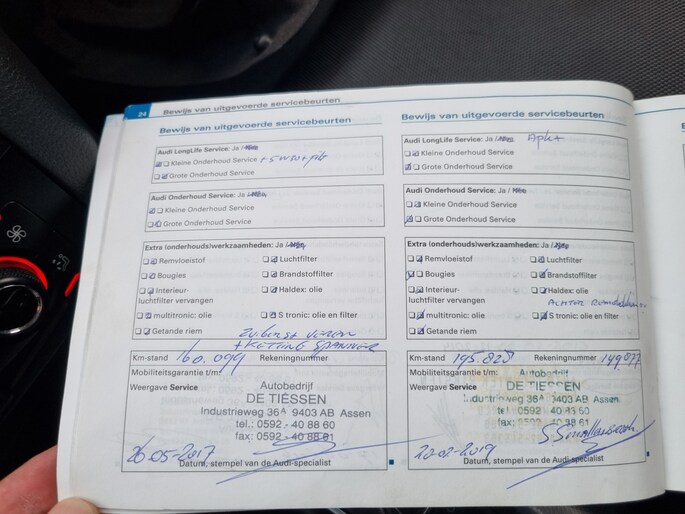 24 Bewijs van uitgevoerde servicebeurten
Bewijs van uitgevoerde servicebeurten
Audi LongLife Service: Ja / Nee
Kleine Onderhoud Service
Grote Onderhoud Service
Audi Onderhoud Service: Ja / Nee
Kleine Onderhoud Service
Grote Onderhoud Service
Extra (onderhouds)werkzaamheden: Ja / Nee
Remvloeistof Luchtfilter
Bougies Brandstoffilter
Interieur- Haldex: olie
luchtfilter vervangen
multitronic: olie S tronic: olie en filter
Getande riem
+ KETTING SPANNER
Km-stand 160.099 Rekeningnummer
Mobiliteitsgarantie t/m:
Weergave Service
Autobedrijf
DE TIESSEN
Industrieweg 36A 9403 AB Assen
tel.: 0592 - 40 88 60
fax: 0592 - 40 88 61
26-05-2017
Datum, stempel van de Audi-specialist
Bewijs van uitgevoerde servicebeurten
Audi LongLife Service: Ja / Nee
Kleine Onderhoud Service
Grote Onderhoud Service
Audi Onderhoud Service: Ja / Nee
Kleine Onderhoud Service
Grote Onderhoud Service
Extra (onderhouds)werkzaamheden: Ja / Nee
Remvloeistof Luchtfilter
Bougies Brandstoffilter
Interieur- Haldex: olie
luchtfilter vervangen ACHTER
multitronic: olie S tronic: olie en filter
Getande riem
Km-stand 195.828 Rekeningnummer 149877
Mobiliteitsgarantie t/m:
Weergave Service
Autobedrijf
DE TIESSEN
Industrieweg 36A 9403 AB Assen
tel.: 0592
fax:
20-02-2019
Datum, stempel van de Audi-specialist